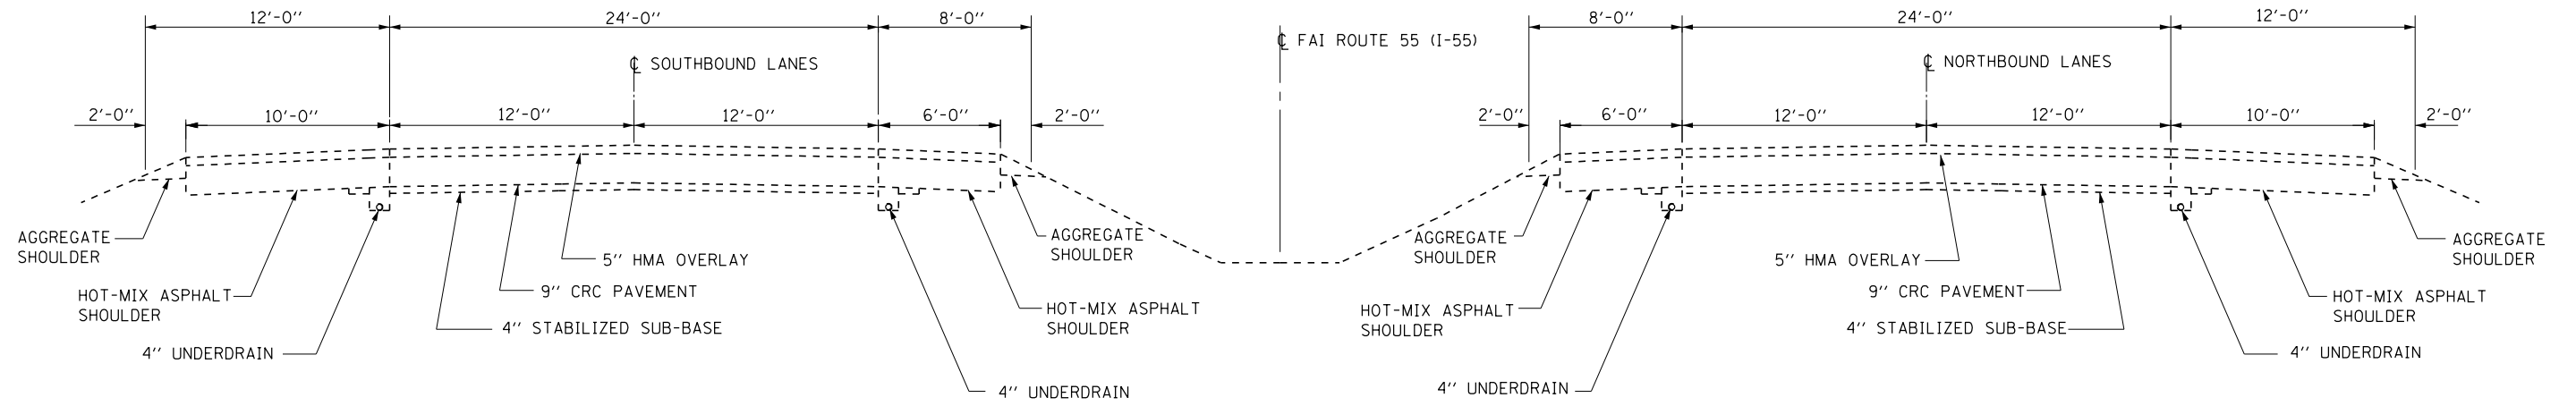 12'-0" 24'-0" 8'-0" 8'-0" 24'-0" 12'-0"
℄ FAI ROUTE 55 (I-55)
℄ SOUTHBOUND LANES
℄ NORTHBOUND LANES
2'-0" 10'-0" 12'-0" 12'-0" 6'-0" 2'-0" 2'-0" 6'-0" 12'-0" 12'-0" 10'-0" 2'-0"
AGGREGATE
SHOULDER
HOT-MIX ASPHALT
SHOULDER
4" UNDERDRAIN
5" HMA OVERLAY
9" CRC PAVEMENT
4" STABILIZED SUB-BASE
AGGREGATE
SHOULDER
HOT-MIX ASPHALT
SHOULDER
4" UNDERDRAIN
AGGREGATE
SHOULDER
HOT-MIX ASPHALT
SHOULDER
4" UNDERDRAIN
5" HMA OVERLAY
9" CRC PAVEMENT
4" STABILIZED SUB-BASE
AGGREGATE
SHOULDER
HOT-MIX ASPHALT
SHOULDER
4" UNDERDRAIN